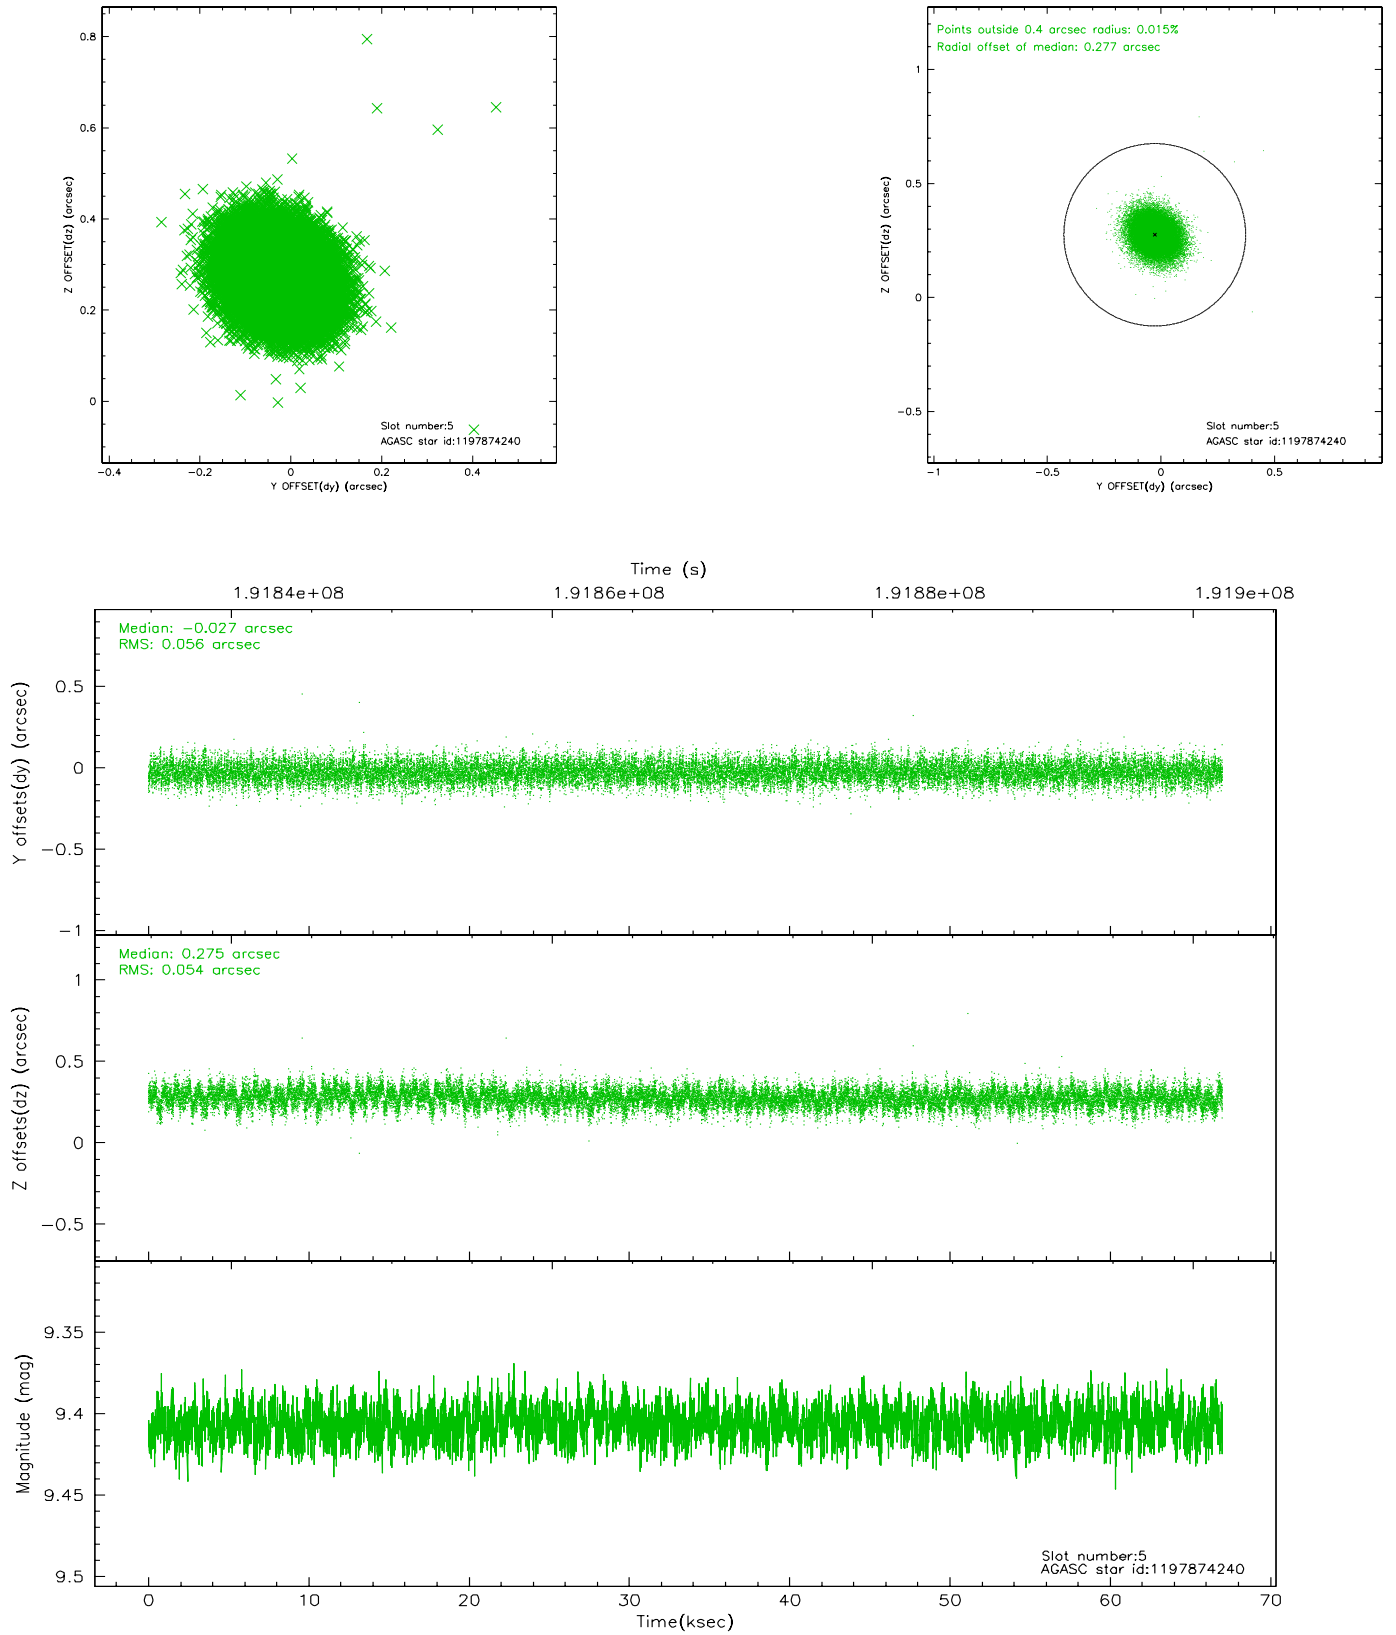 0.8
0.6
0.4
0.2
0
Z OFFSET(dz) (arcsec)
Slot number:5
AGASC star id:1197874240
-0.4 -0.2 0 0.2 0.4
Y OFFSET(dy) (arcsec)
Points outside 0.4 arcsec radius: 0.015%
Radial offset of median: 0.277 arcsec
1
0.5
0
-0.5
Z OFFSET(dz) (arcsec)
Slot number:5
AGASC star id:1197874240
-1 -0.5 0 0.5
Y OFFSET(dy) (arcsec)
Time (s)
1.9184e+08 1.9186e+08 1.9188e+08 1.919e+08
Median: -0.027 arcsec
RMS: 0.056 arcsec
0.5
0
-0.5
-1
Y offsets(dy) (arcsec)
Median: 0.275 arcsec
RMS: 0.054 arcsec
1
0.5
0
-0.5
Z offsets(dz) (arcsec)
9.35
9.4
9.45
9.5
Magnitude (mag)
Slot number:5
AGASC star id:1197874240
0 10 20 30 40 50 60 70
Time(ksec)